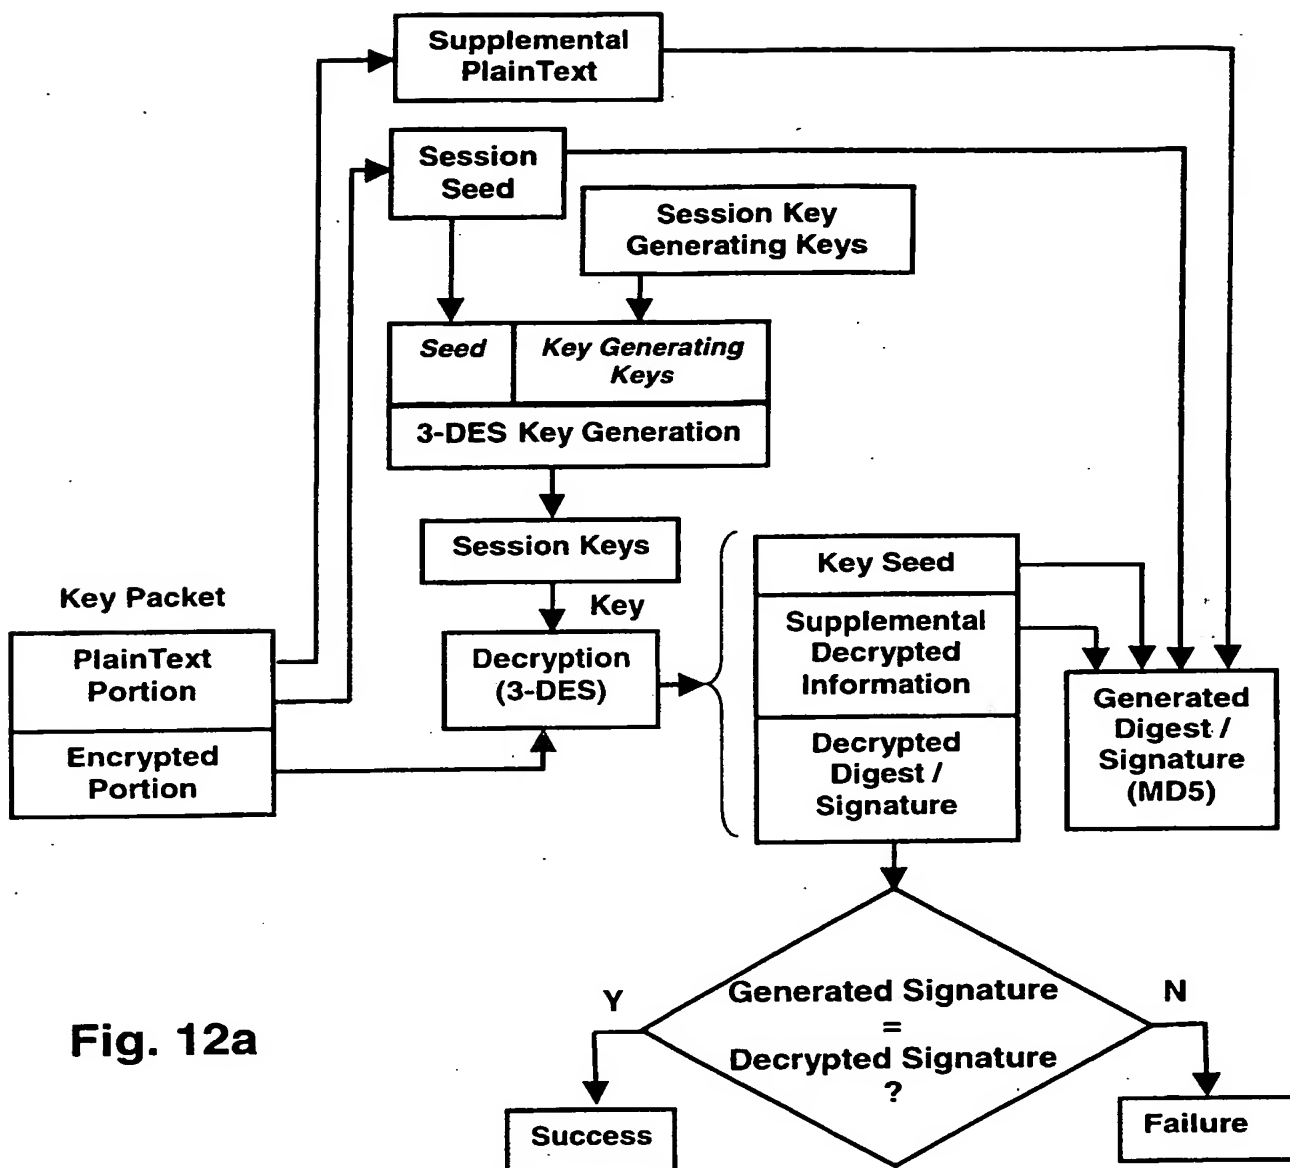 Supplemental
PlainText
Session
Seed
Session Key
Generating Keys
Seed
Key Generating
Keys
3-DES Key Generation
Session Keys
Key
Key Packet
PlainText
Portion
Encrypted
Portion
Decryption
(3-DES)
Key Seed
Supplemental
Decrypted
Information
Decrypted
Digest /
Signature
Generated
Digest /
Signature
(MD5)
Generated Signature
=
Decrypted Signature
?
Y
N
Success
Failure
Fig. 12a